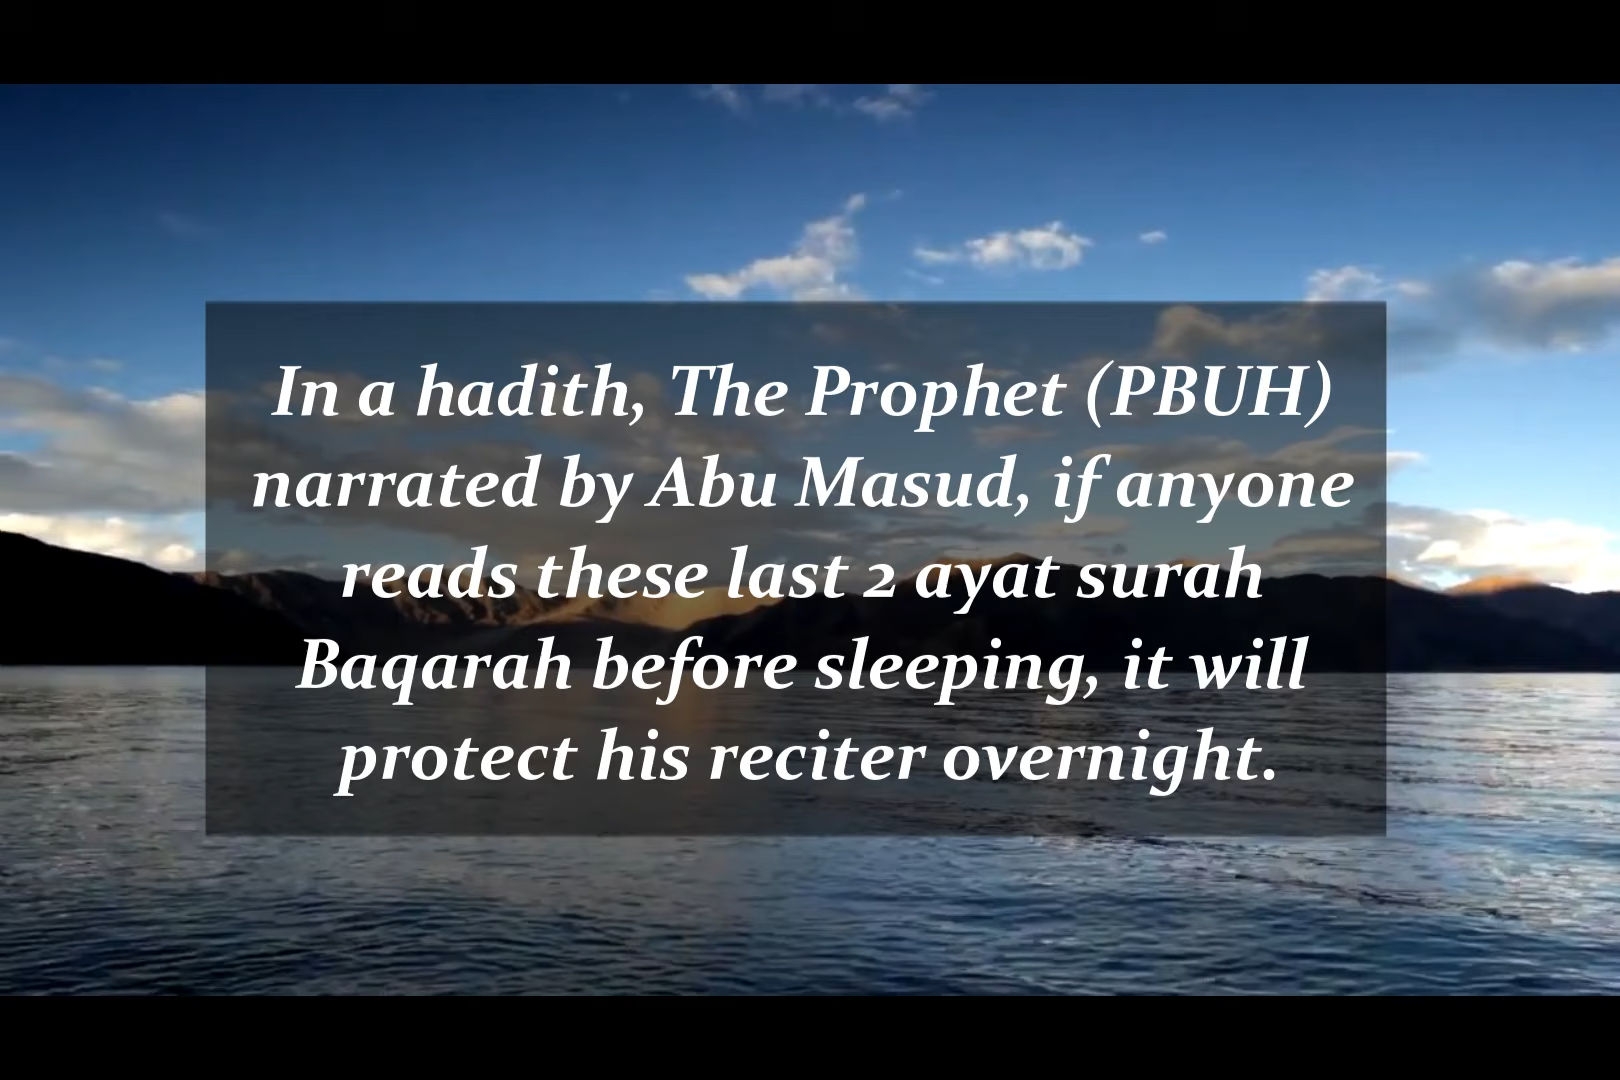 In a hadith, The Prophet (PBUH)
narrated by Abu Masud, if anyone
reads these last 2 ayat surah
Baqarah before sleeping, it will
protect his reciter overnight.